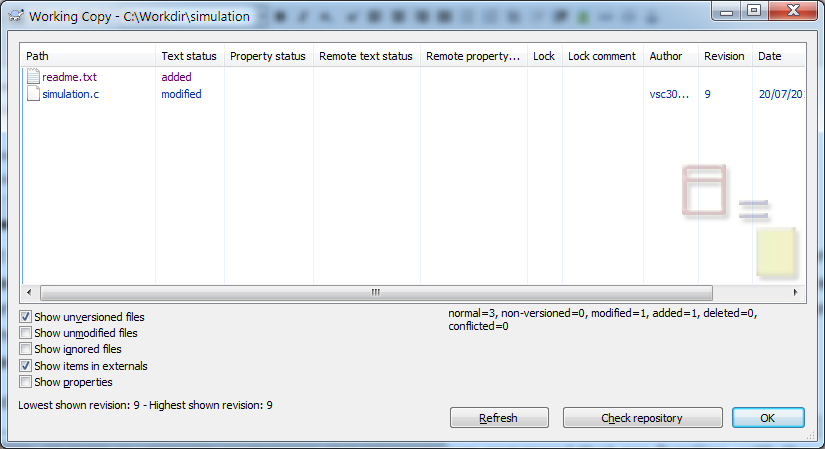 Working Copy - C:\Workdir\simulation
Path Text status Property status Remote text status Remote property... Lock Lock comment Author Revision Date
readme.txt added
simulation.c modified vsc30... 9 20/07/20
Show unversioned files
Show unmodified files
Show ignored files
Show items in externals
Show properties
normal=3, non-versioned=0, modified=1, added=1, deleted=0,
conflicted=0
Lowest shown revision: 9 - Highest shown revision: 9
Refresh Check repository OK